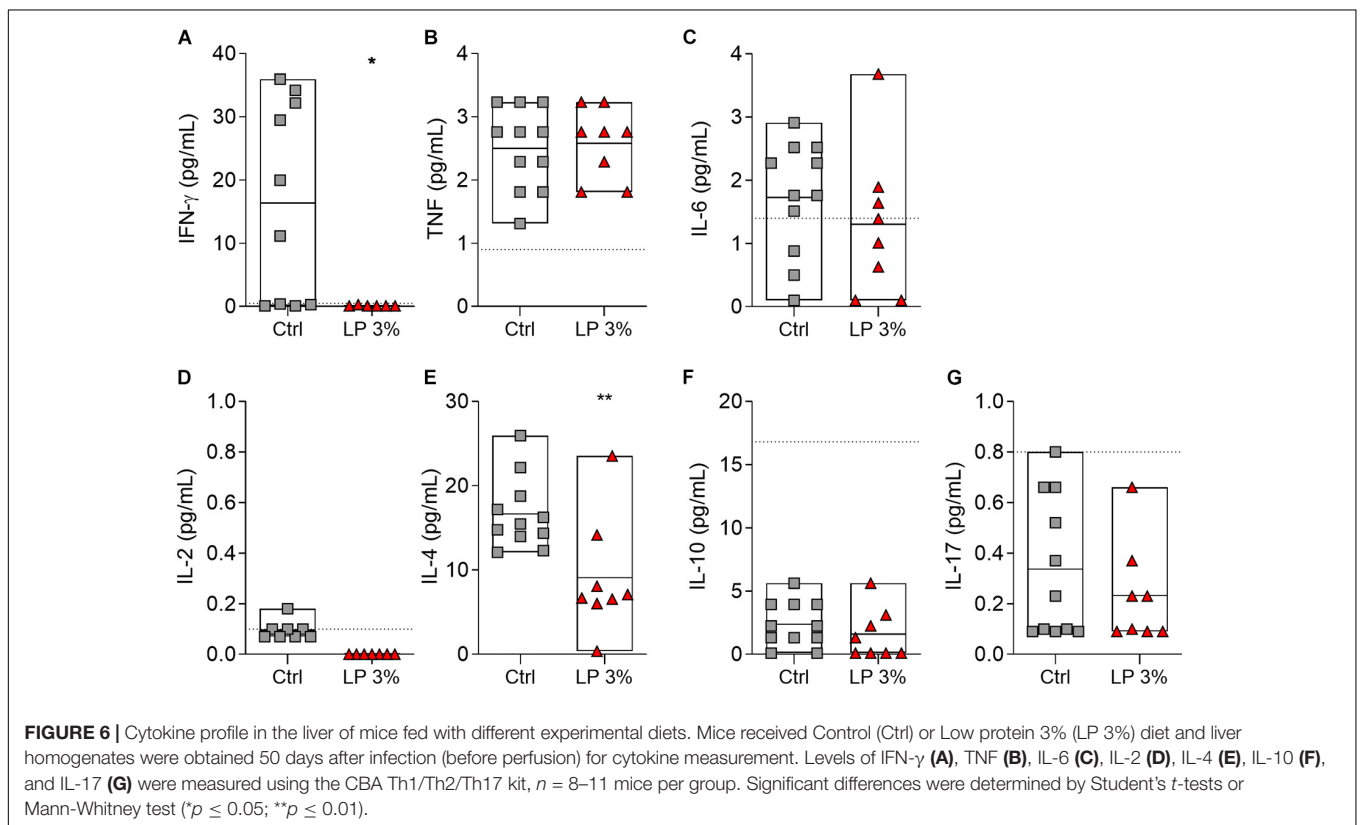 A
B
C
40
30
20
10
0
IFN-γ (pg/mL)
*
Ctrl
LP 3%
4
3
2
1
0
TNF (pg/mL)
Ctrl
LP 3%
4
3
2
1
0
IL-6 (pg/mL)
Ctrl
LP 3%
D
E
F
G
1.0
0.8
0.6
0.4
0.2
0.0
IL-2 (pg/mL)
Ctrl
LP 3%
30
20
10
0
IL-4 (pg/mL)
**
Ctrl
LP 3%
20
15
10
5
0
IL-10 (pg/mL)
Ctrl
LP 3%
1.0
0.8
0.6
0.4
0.2
0.0
IL-17 (pg/mL)
Ctrl
LP 3%
FIGURE 6 | Cytokine profile in the liver of mice fed with different experimental diets. Mice received Control (Ctrl) or Low protein 3% (LP 3%) diet and liver
homogenates were obtained 50 days after infection (before perfusion) for cytokine measurement. Levels of IFN-γ (A), TNF (B), IL-6 (C), IL-2 (D), IL-4 (E), IL-10 (F),
and IL-17 (G) were measured using the CBA Th1/Th2/Th17 kit, n = 8–11 mice per group. Significant differences were determined by Student's t-tests or
Mann-Whitney test (*p ≤ 0.05; **p ≤ 0.01).